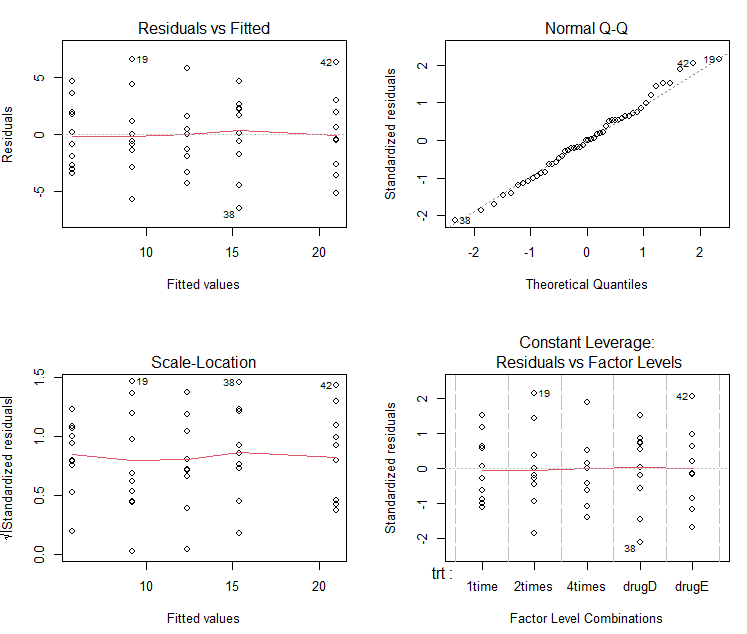 Residuals vs Fitted
Residuals
5
0
-5
19
42
38
10
15
20
Fitted values
Normal Q-Q
Standardized residuals
2
1
0
-1
-2
42
19
38
-2
-1
0
1
2
Theoretical Quantiles
Scale-Location
√|Standardized residuals|
1.5
1.0
0.5
0.0
19
38
42
10
15
20
Fitted values
Constant Leverage:
Residuals vs Factor Levels
Standardized residuals
2
1
0
-1
-2
19
42
38
trt :
1time
2times
4times
drugD
drugE
Factor Level Combinations